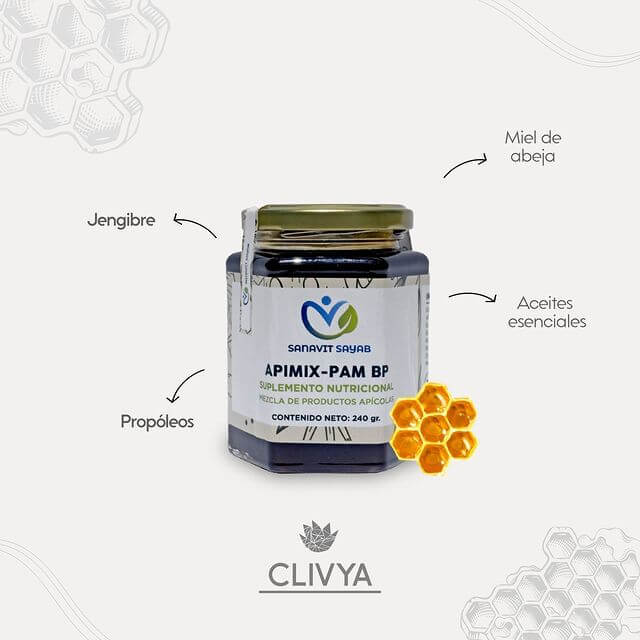 Miel de
abeja
Jengibre
Aceites
esenciales
Propóleos
SANAVIT SAYAB
APIMIX-PAM BP
SUPLEMENTO NUTRICIONAL
MEZCLA DE PRODUCTOS APÍCOLAS
CONTENIDO NETO: 240 gr.
CLIVYA